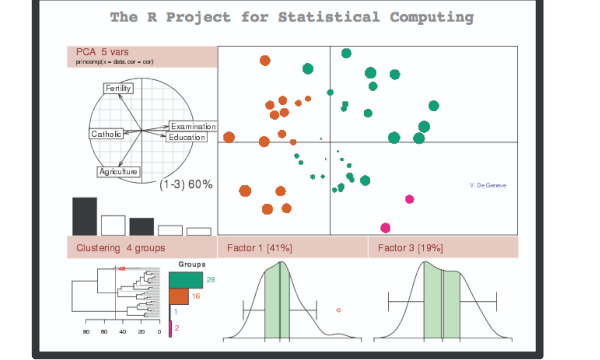 The R Project for Statistical Computing
PCA 5 vars
princomp(x = data, cor = cor)
Fertility
Catholic
Examination
Education
Agriculture
(1-3) 60%
V. De Geneve
Clustering 4 groups
Factor 1 [41%]
Factor 3 [19%]
Groups
28
16
1
2
80 60 40 20 0